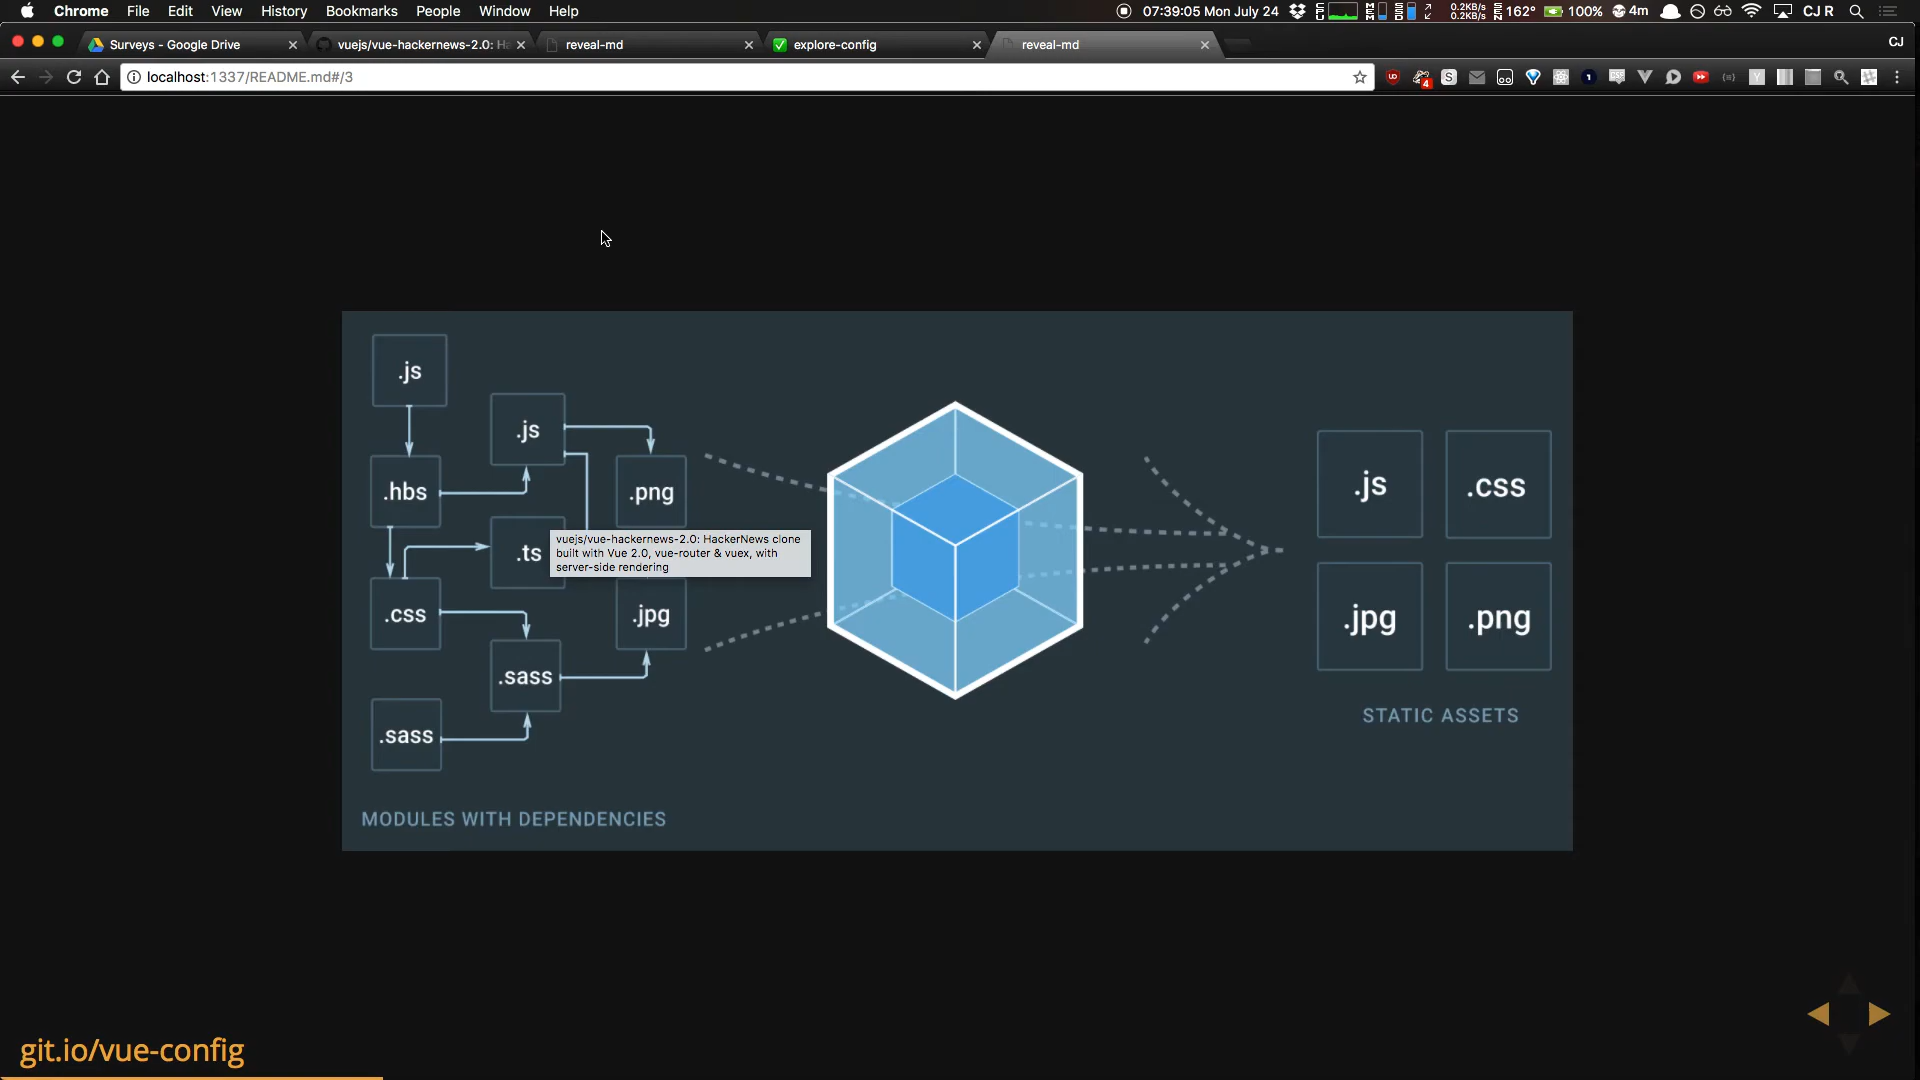 Chrome File Edit View History Bookmarks People Window Help
07:39:05 Mon July 24
0.2KB/s
0.2KB/s
162° 100% 4m CJ R
Surveys - Google Drive
vuejs/vue-hackernews-2.0: H
reveal-md
explore-config
reveal-md
CJ
localhost:1337/README.md#/3
.js
.js
.hbs
.png
.ts
vuejs/vue-hackernews-2.0: HackerNews clone
built with Vue 2.0, vue-router & vuex, with
server-side rendering
.css
.jpg
.sass
.sass
MODULES WITH DEPENDENCIES
.js
.css
.jpg
.png
STATIC ASSETS
git.io/vue-config